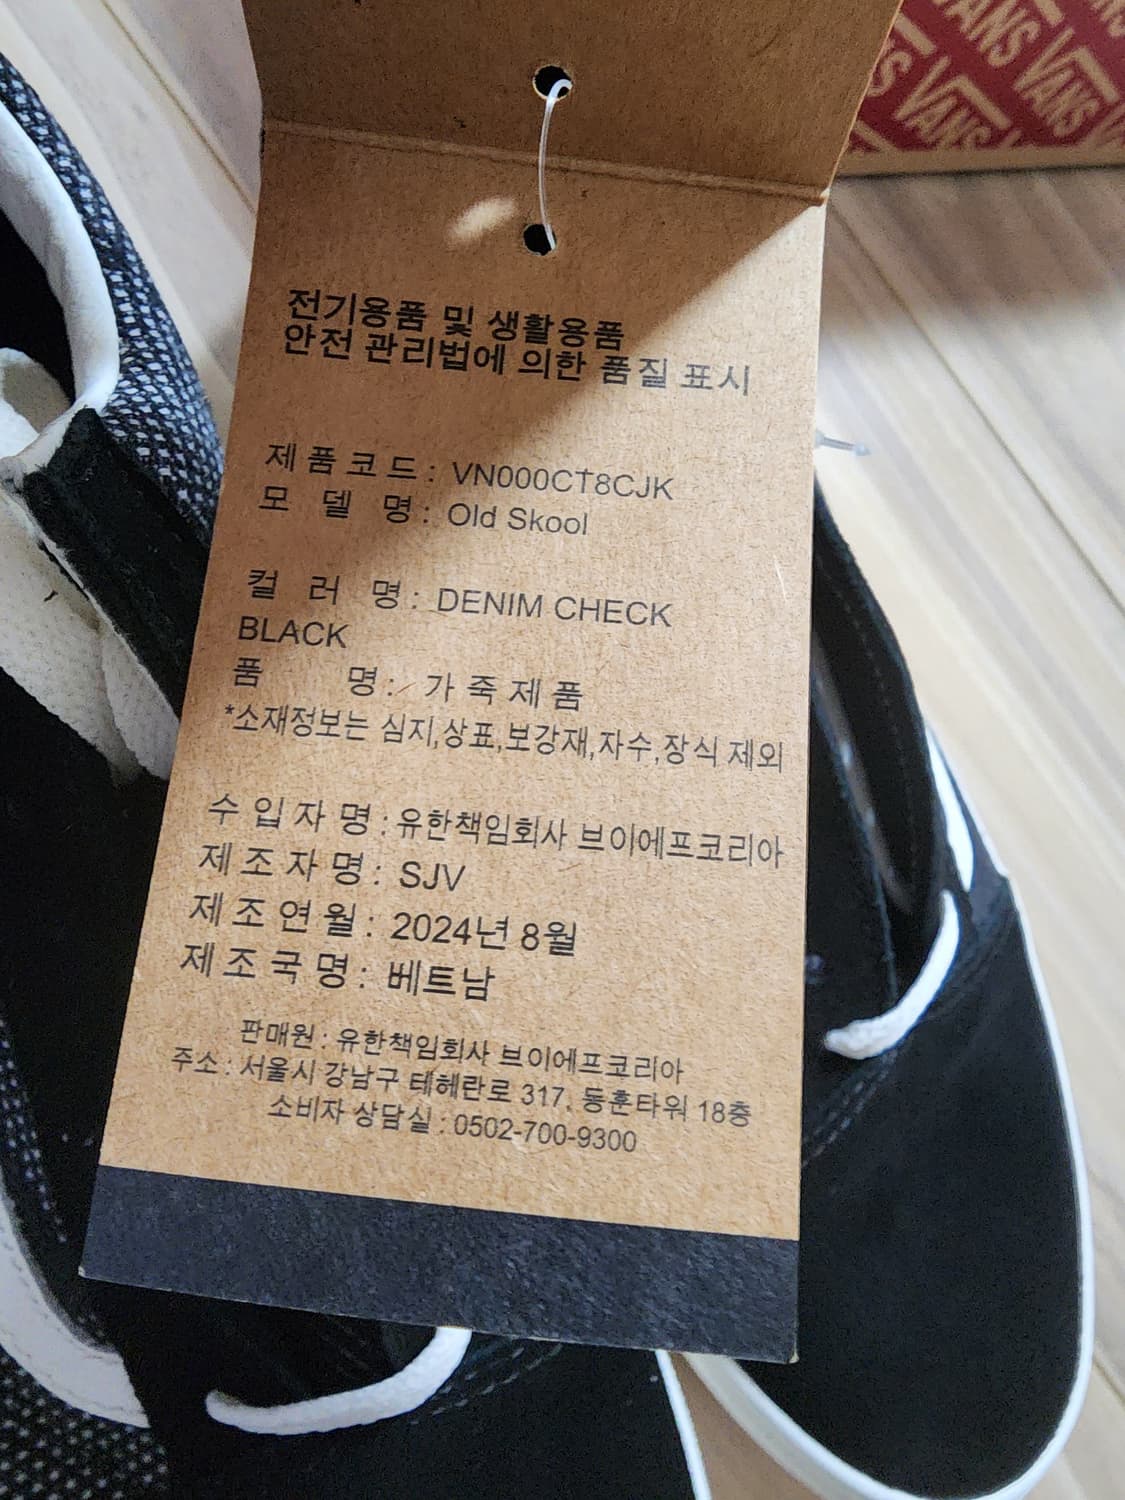 VANS VANS
VANS VANS
전기용품 및 생활용품
안전 관리법에 의한 품질 표시
제품코드 : VN000CT8CJK
모델명 : Old Skool
컬러명 : DENIM CHECK
BLACK
품명 : 가죽제품
*소재정보는 심지,상표,보강재,자수,장식 제외
수입자명 : 유한책임회사 브이에프코리아
제조자명 : SJV
제조연월 : 2024년 8월
제조국명 : 베트남
판매원 : 유한책임회사 브이에프코리아
주소 : 서울시 강남구 테헤란로 317, 동훈타워 18층
소비자 상담실 : 0502-700-9300